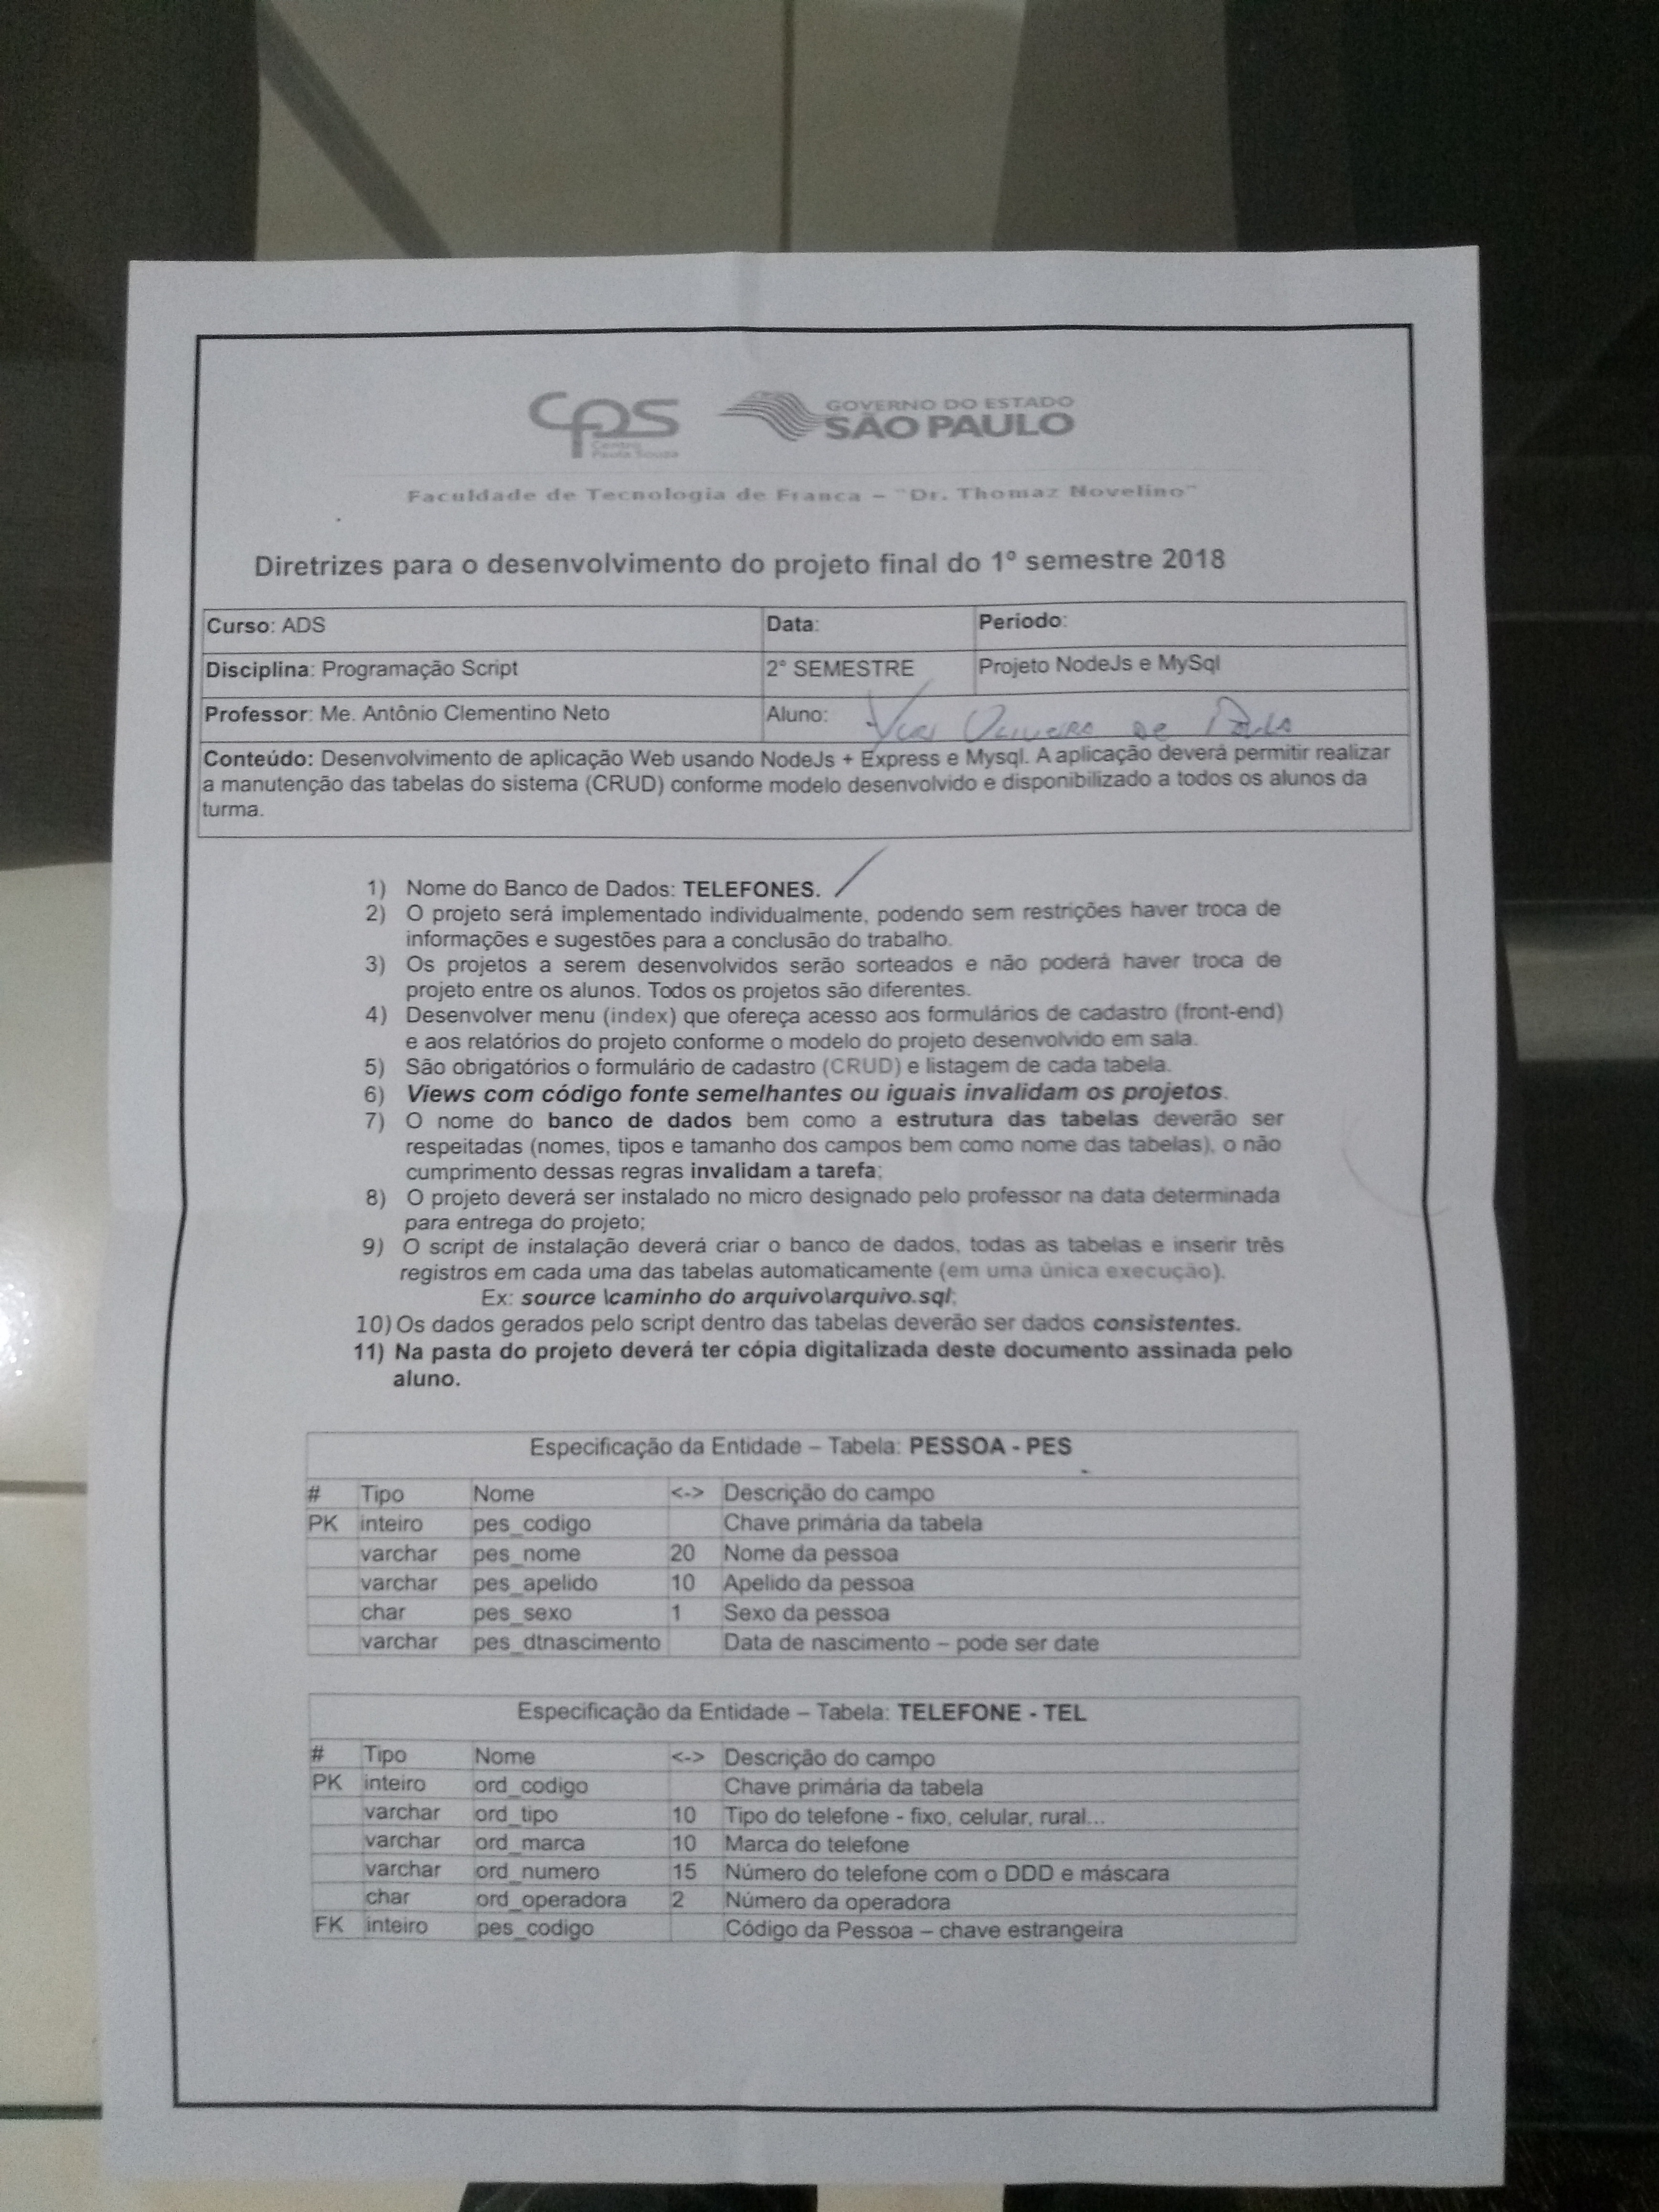 CPS
Centro
Paula Souza
GOVERNO DO ESTADO
SÃO PAULO
Faculdade de Tecnologia de Franca – "Dr. Thomaz Novelino"
Diretrizes para o desenvolvimento do projeto final do 1º semestre 2018
Curso: ADS Data: Período:
Disciplina: Programação Script 2° SEMESTRE Projeto NodeJs e MySql
Professor: Me. Antônio Clementino Neto Aluno: Yuri Oliveira de Paula
Conteúdo: Desenvolvimento de aplicação Web usando NodeJs + Express e Mysql. A aplicação deverá permitir realizar
a manutenção das tabelas do sistema (CRUD) conforme modelo desenvolvido e disponibilizado a todos os alunos da
turma.
1) Nome do Banco de Dados: TELEFONES.
2) O projeto será implementado individualmente, podendo sem restrições haver troca de
informações e sugestões para a conclusão do trabalho.
3) Os projetos a serem desenvolvidos serão sorteados e não poderá haver troca de
projeto entre os alunos. Todos os projetos são diferentes.
4) Desenvolver menu (index) que ofereça acesso aos formulários de cadastro (front-end)
e aos relatórios do projeto conforme o modelo do projeto desenvolvido em sala.
5) São obrigatórios o formulário de cadastro (CRUD) e listagem de cada tabela.
6) Views com código fonte semelhantes ou iguais invalidam os projetos.
7) O nome do banco de dados bem como a estrutura das tabelas deverão ser
respeitadas (nomes, tipos e tamanho dos campos bem como nome das tabelas), o não
cumprimento dessas regras invalidam a tarefa;
8) O projeto deverá ser instalado no micro designado pelo professor na data determinada
para entrega do projeto;
9) O script de instalação deverá criar o banco de dados, todas as tabelas e inserir três
registros em cada uma das tabelas automaticamente (em uma única execução).
Ex: source \caminho do arquivo\arquivo.sql;
10) Os dados gerados pelo script dentro das tabelas deverão ser dados consistentes.
11) Na pasta do projeto deverá ter cópia digitalizada deste documento assinada pelo
aluno.
Especificação da Entidade – Tabela: PESSOA - PES
# Tipo Nome <-> Descrição do campo
PK inteiro pes_codigo Chave primária da tabela
varchar pes_nome 20 Nome da pessoa
varchar pes_apelido 10 Apelido da pessoa
char pes_sexo 1 Sexo da pessoa
varchar pes_dtnascimento Data de nascimento – pode ser date
Especificação da Entidade – Tabela: TELEFONE - TEL
# Tipo Nome <-> Descrição do campo
PK inteiro ord_codigo Chave primária da tabela
varchar ord_tipo 10 Tipo do telefone - fixo, celular, rural...
varchar ord_marca 10 Marca do telefone
varchar ord_numero 15 Número do telefone com o DDD e máscara
char ord_operadora 2 Número da operadora
FK inteiro pes_codigo Código da Pessoa – chave estrangeira